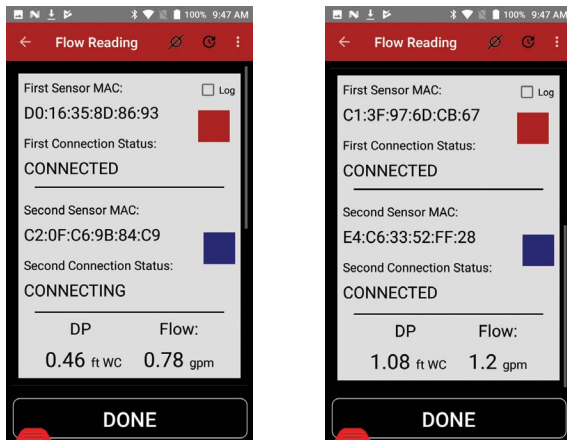 100% 9:47 AM
Flow Reading
First Sensor MAC:
Log
D0:16:35:8D:86:93
First Connection Status:
CONNECTED
Second Sensor MAC:
C2:0F:C6:9B:84:C9
Second Connection Status:
CONNECTING
DP Flow:
0.46 ft WC 0.78 gpm
DONE
100% 9:47 AM
Flow Reading
First Sensor MAC:
Log
C1:3F:97:6D:CB:67
First Connection Status:
CONNECTED
Second Sensor MAC:
E4:C6:33:52:FF:28
Second Connection Status:
CONNECTED
DP Flow:
1.08 ft WC 1.2 gpm
DONE